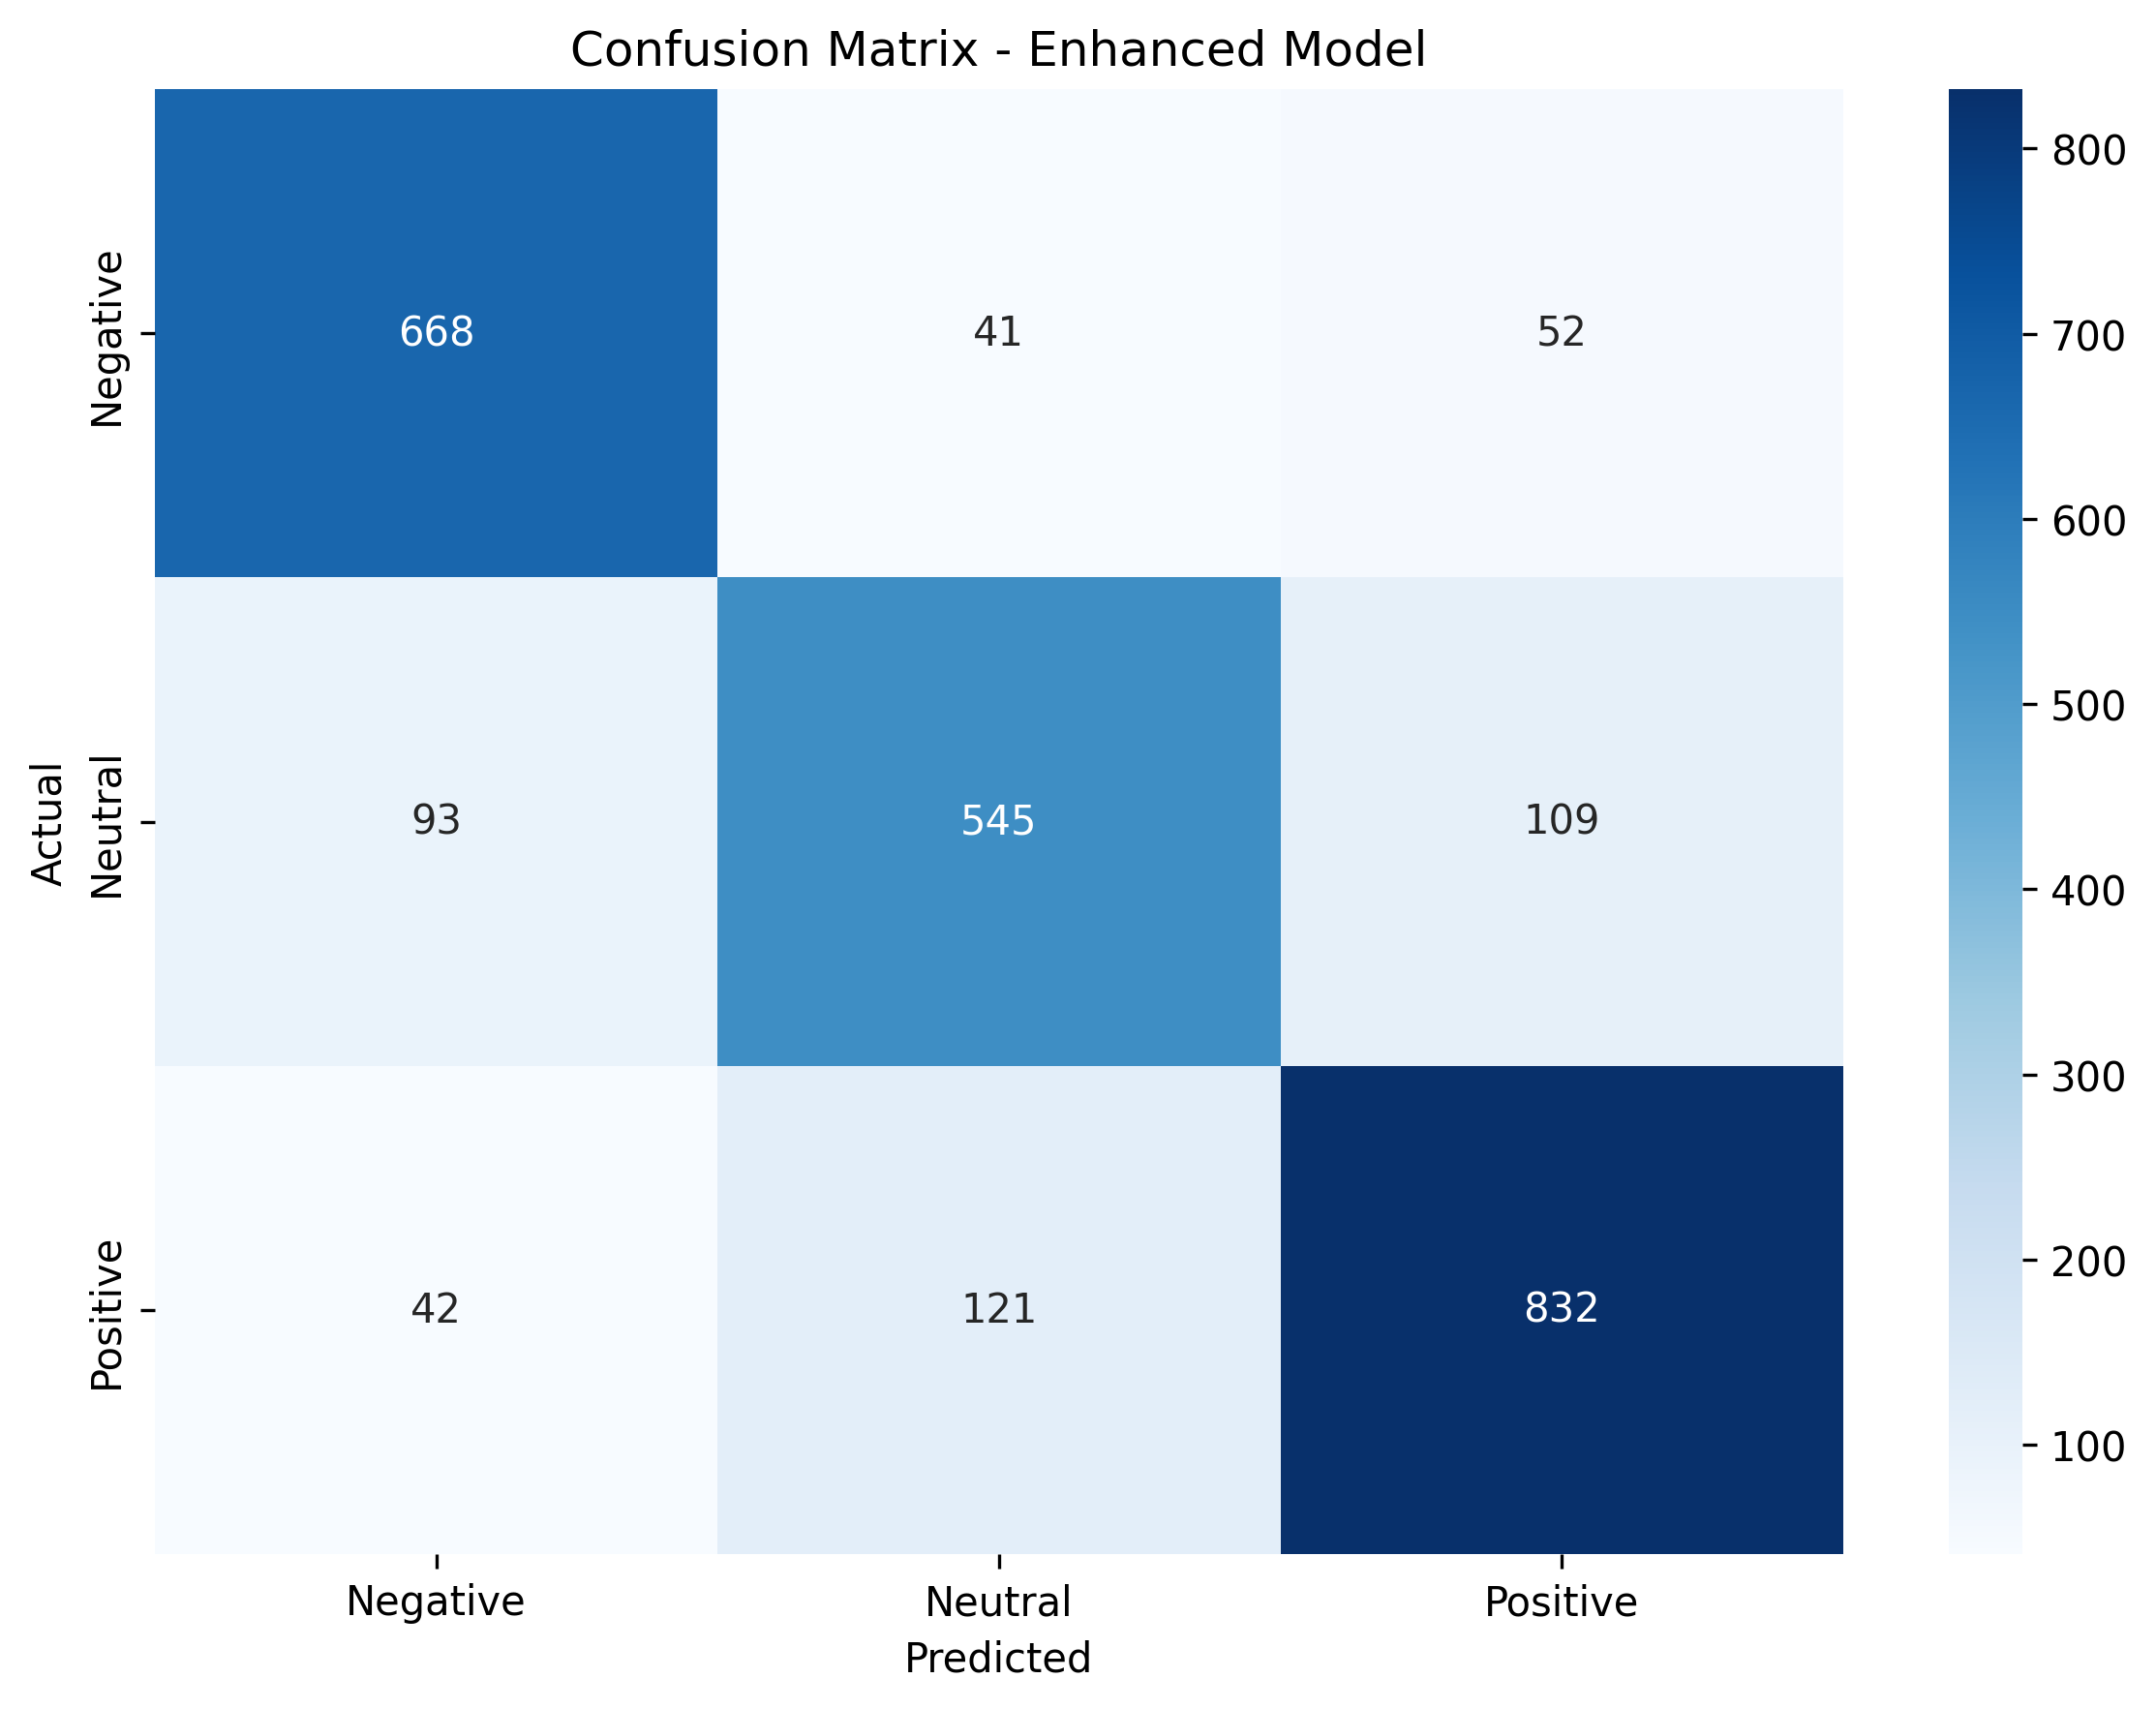 Confusion Matrix - Enhanced Model
Actual
Negative
668 41 52
Neutral
93 545 109
Positive
42 121 832
Negative Neutral Positive
Predicted
800
700
600
500
400
300
200
100